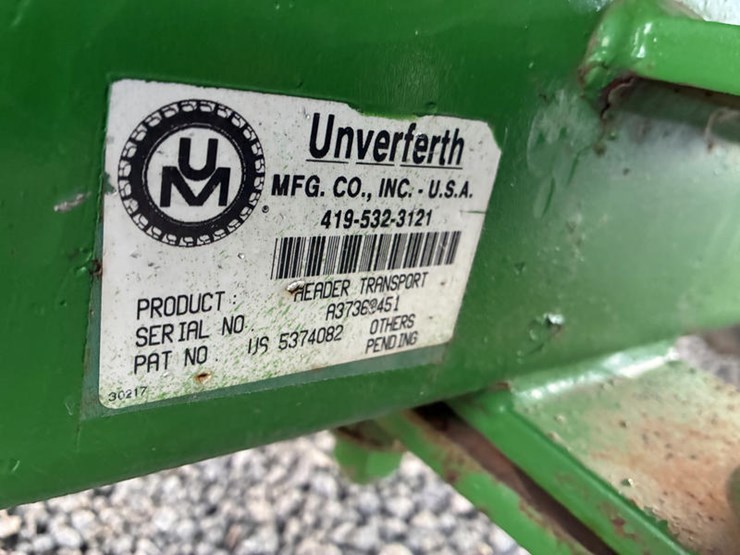 UM
®
Unverferth
MFG. CO., INC. - U.S.A.
419-532-3121
PRODUCT : HEADER TRANSPORT
SERIAL NO.
PAT NO. US 5374082 OTHERS
PENDING
30217